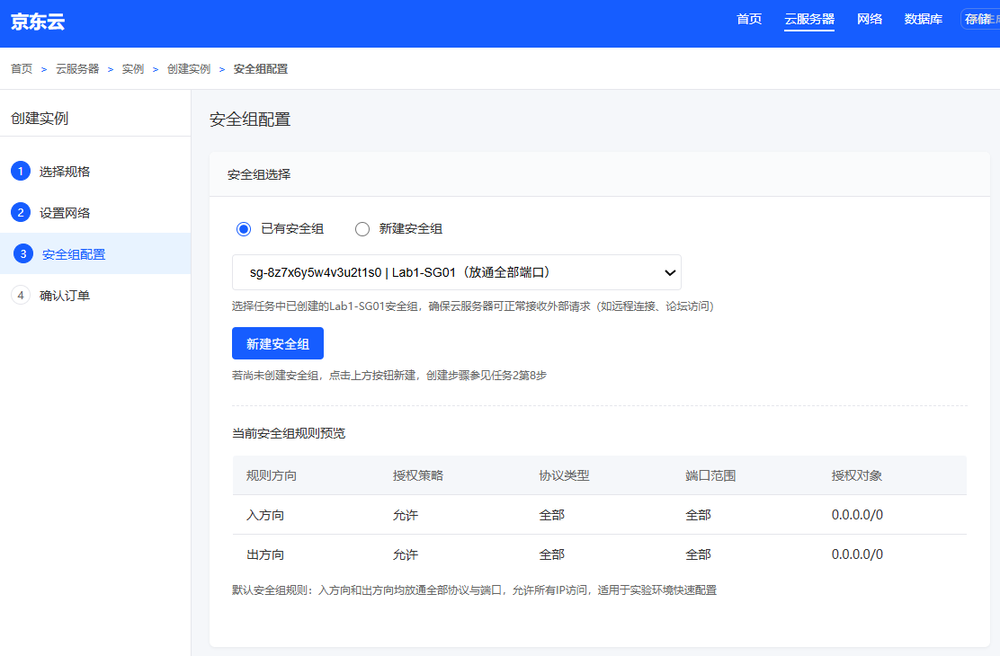 京东云
首页 云服务器 网络 数据库 存储
首页 > 云服务器 > 实例 > 创建实例 > 安全组配置
创建实例
1 选择规格
2 设置网络
3 安全组配置
4 确认订单
安全组配置
安全组选择
已有安全组 新建安全组
sg-8z7x6y5w4v3u2t1s0 | Lab1-SG01（放通全部端口）
选择任务中已创建的Lab1-SG01安全组，确保云服务器可正常接收外部请求（如远程连接、论坛访问）
新建安全组
若尚未创建安全组，点击上方按钮新建，创建步骤参见任务2第8步
当前安全组规则预览
规则方向 授权策略 协议类型 端口范围 授权对象
入方向 允许 全部 全部 0.0.0.0/0
出方向 允许 全部 全部 0.0.0.0/0
默认安全组规则：入方向和出方向均放通全部协议与端口，允许所有IP访问，适用于实验环境快速配置